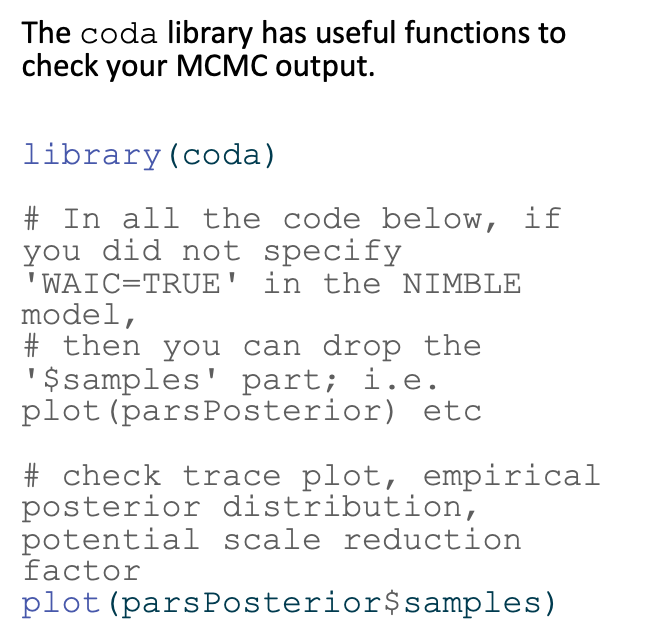 The coda library has useful functions to
check your MCMC output.
library(coda)
# In all the code below, if
you did not specify
'WAIC=TRUE' in the NIMBLE
model,
# then you can drop the
'$samples' part; i.e.
plot(parsPosterior) etc
# check trace plot, empirical
posterior distribution,
potential scale reduction
factor
plot(parsPosterior$samples)